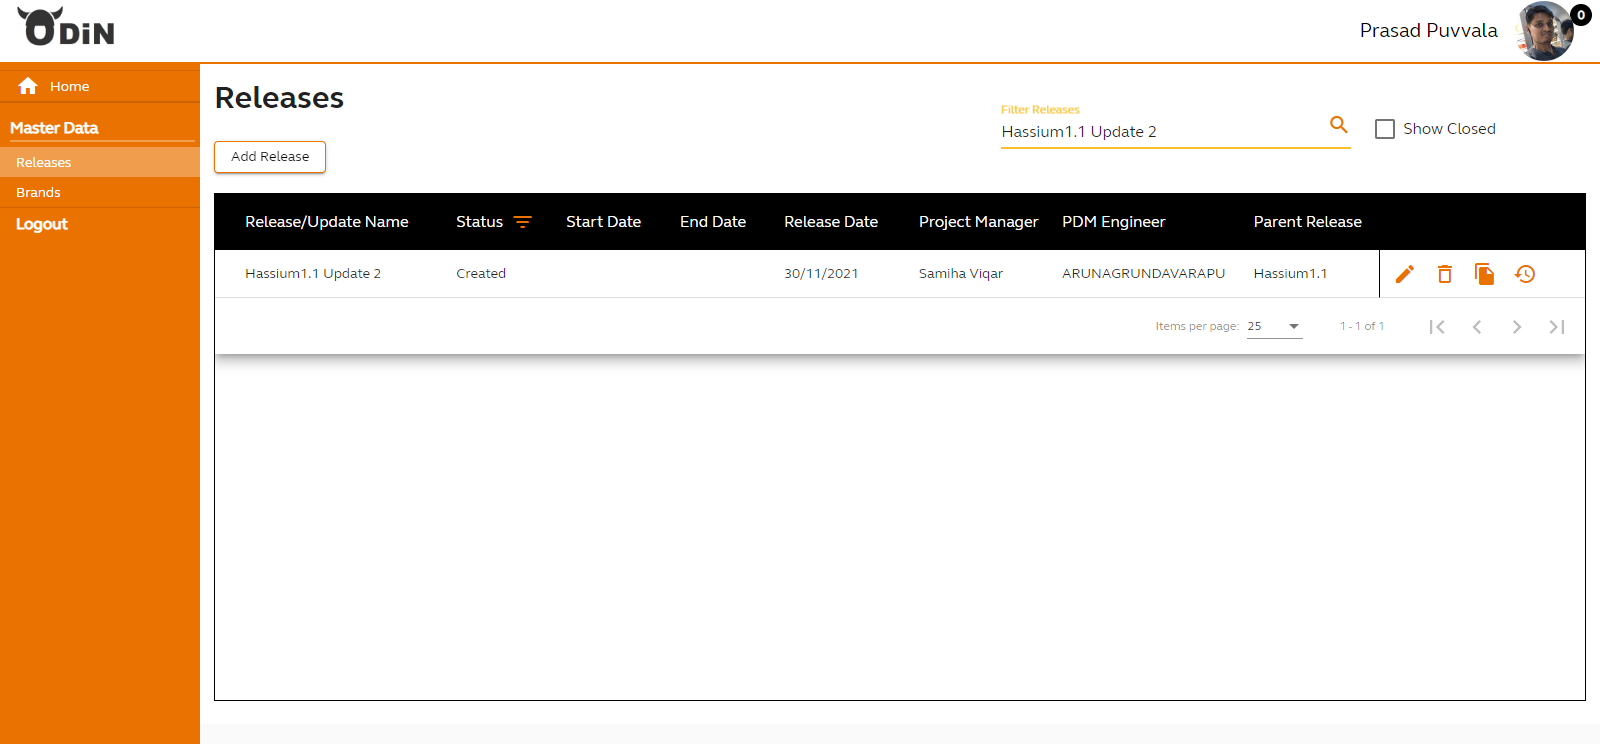 ODiN
Prasad Puvvala
0
Home
Master Data
Releases
Brands
Logout
Releases
Filter Releases
Hassium1.1 Update 2
Show Closed
Add Release
Release/Update Name Status Start Date End Date Release Date Project Manager PDM Engineer Parent Release
Hassium1.1 Update 2 Created 30/11/2021 Samiha Viqar ARUNAGRUNDAVARAPU Hassium1.1
Items per page: 25 1 - 1 of 1